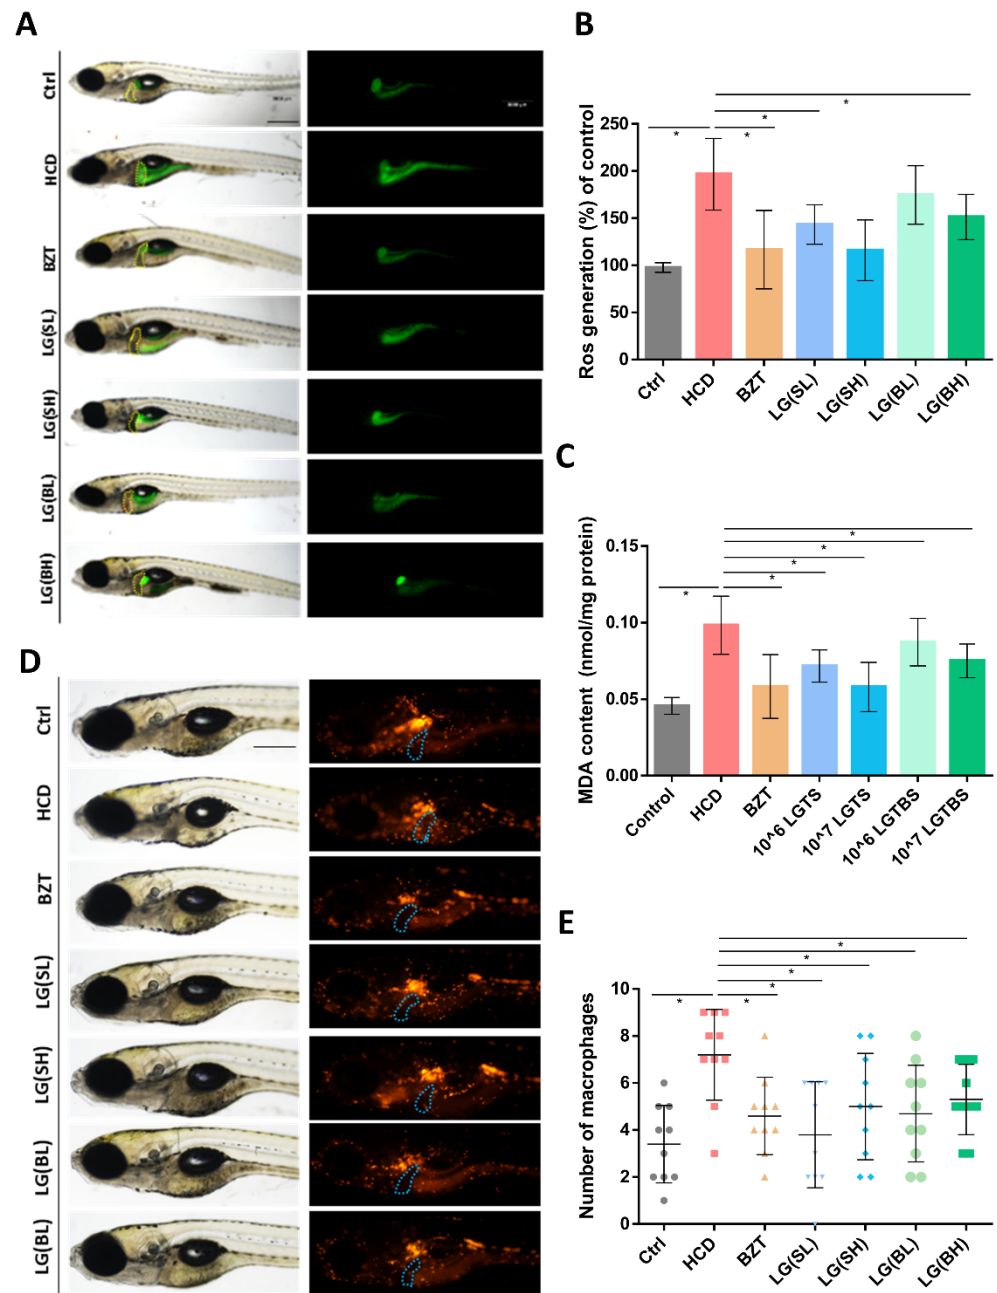 A
Ctrl
HCD
BZT
LG(SL)
LG(SH)
LG(BL)
LG(BH)
B
Ros generation (%) of control
250
200
150
100
50
0
*
*
*
*
Ctrl
HCD
BZT
LG(SL)
LG(SH)
LG(BL)
LG(BH)
C
MDA content (nmol/mg protein)
0.15
0.10
0.05
0.00
*
*
*
*
*
Control
HCD
BZT
10^6 LGTS
10^7 LGTS
10^6 LGTBS
10^7 LGTBS
D
Ctrl
HCD
BZT
LG(SL)
LG(SH)
LG(BL)
LG(BL)
E
Number of macrophages
10
8
6
4
2
0
*
*
*
*
*
Ctrl
HCD
BZT
LG(SL)
LG(SH)
LG(BL)
LG(BH)